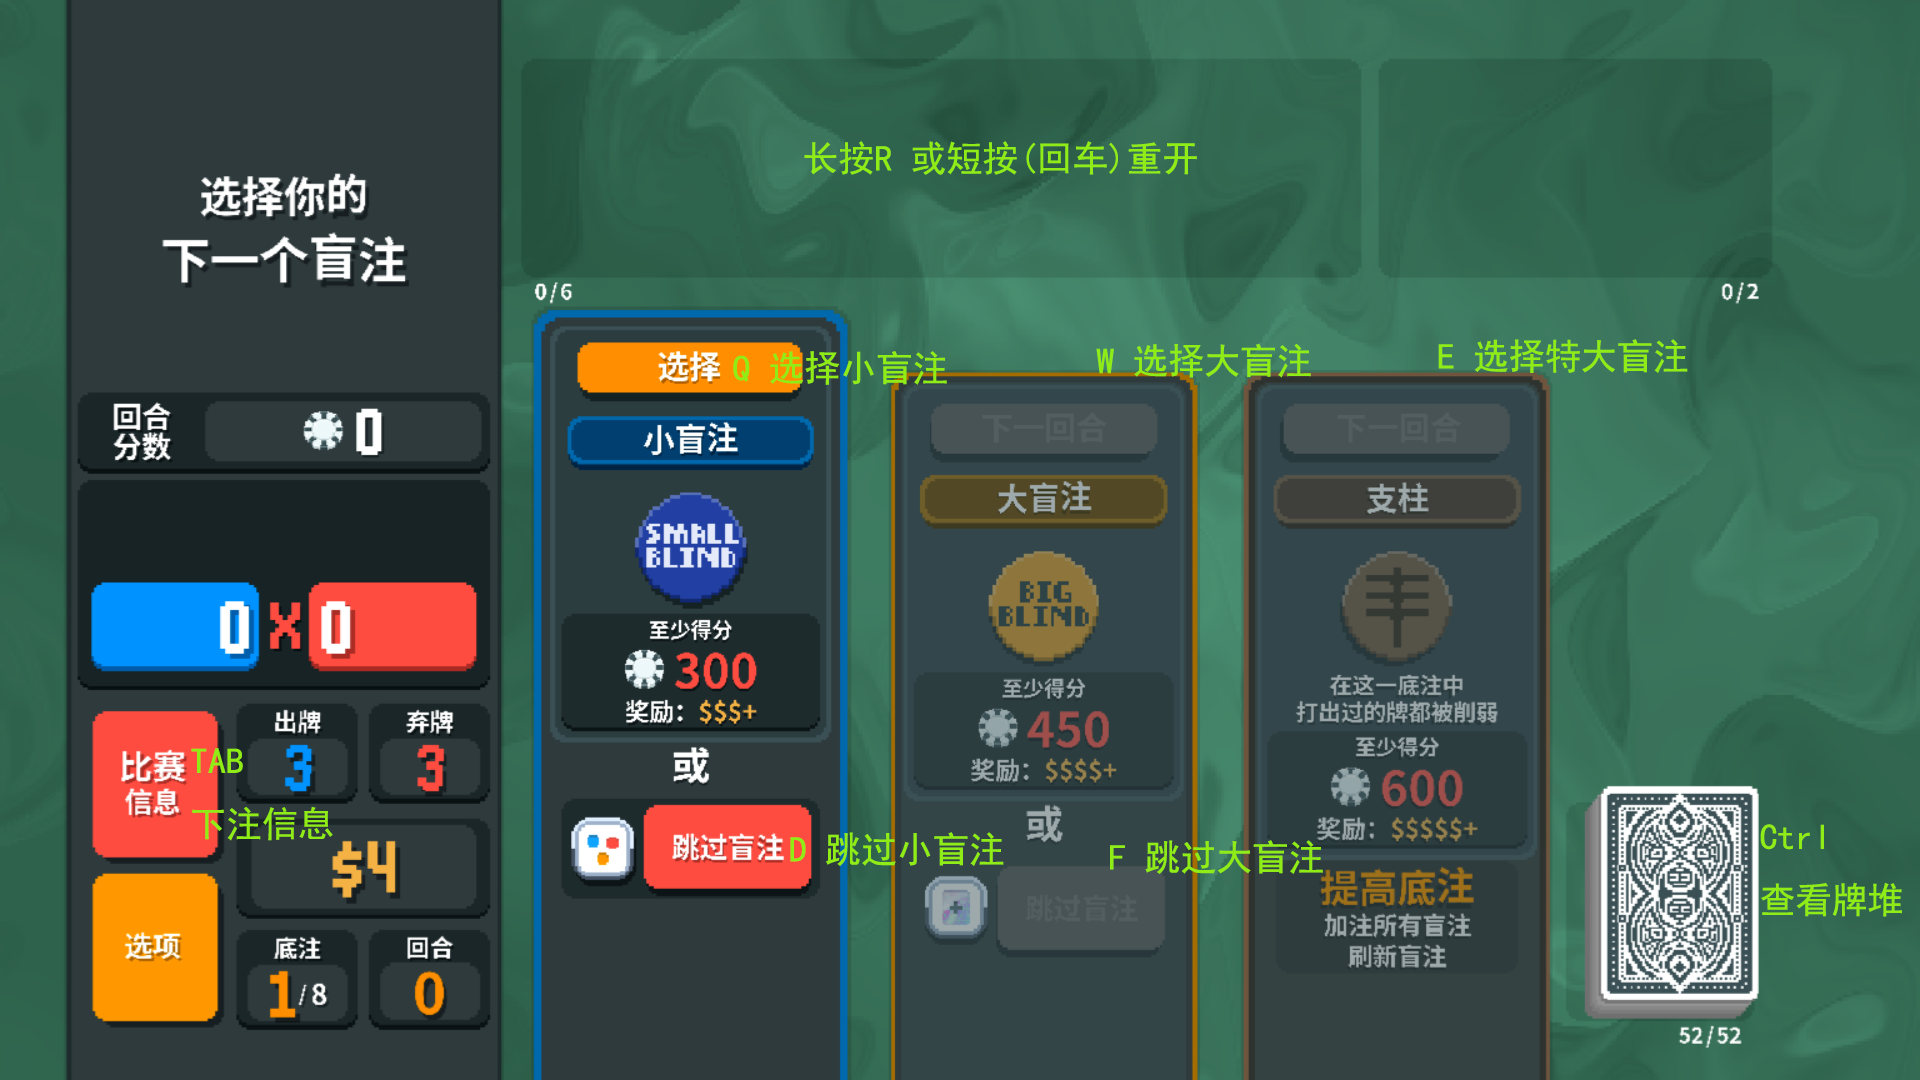 选择你的
下一个盲注
回合
分数
0
0 X 0
比赛
信息
TAB
下注信息
出牌
3
弃牌
3
$4
选项
底注
1/8
回合
0
长按R 或短按(回车)重开
0/6
0/2
选择
Q 选择小盲注
小盲注
SMALL
BLIND
至少得分
300
奖励：$$$+
或
跳过盲注
D 跳过小盲注
W 选择大盲注
下一回合
大盲注
BIG
BLIND
至少得分
450
奖励：$$$$+
或
F 跳过大盲注
跳过盲注
E 选择特大盲注
下一回合
支柱
在这一底注中
打出过的牌都被削弱
至少得分
600
奖励：$$$$$+
提高底注
加注所有盲注
刷新盲注
Ctrl
查看牌堆
52/52